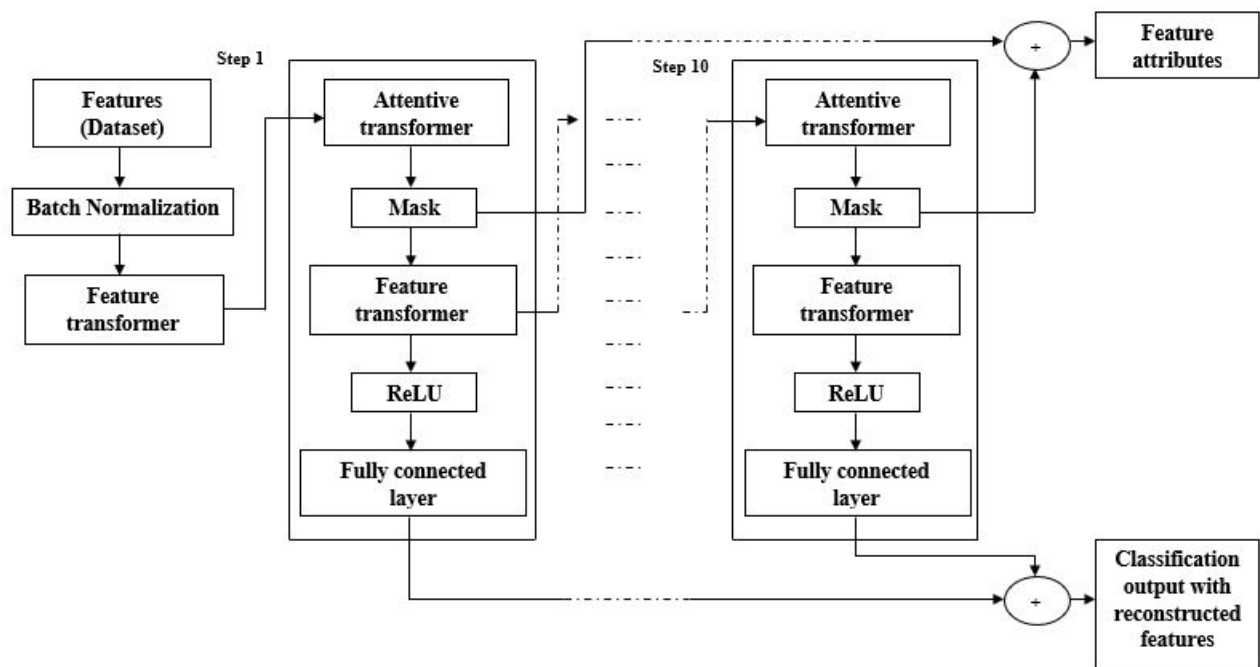 Features
(Dataset)
Batch Normalization
Feature
transformer
Step 1
Attentive
transformer
Mask
Feature
transformer
ReLU
Fully connected
layer
Step 10
Attentive
transformer
Mask
Feature
transformer
ReLU
Fully connected
layer
+
Feature
attributes
+
Classification
output with
reconstructed
features